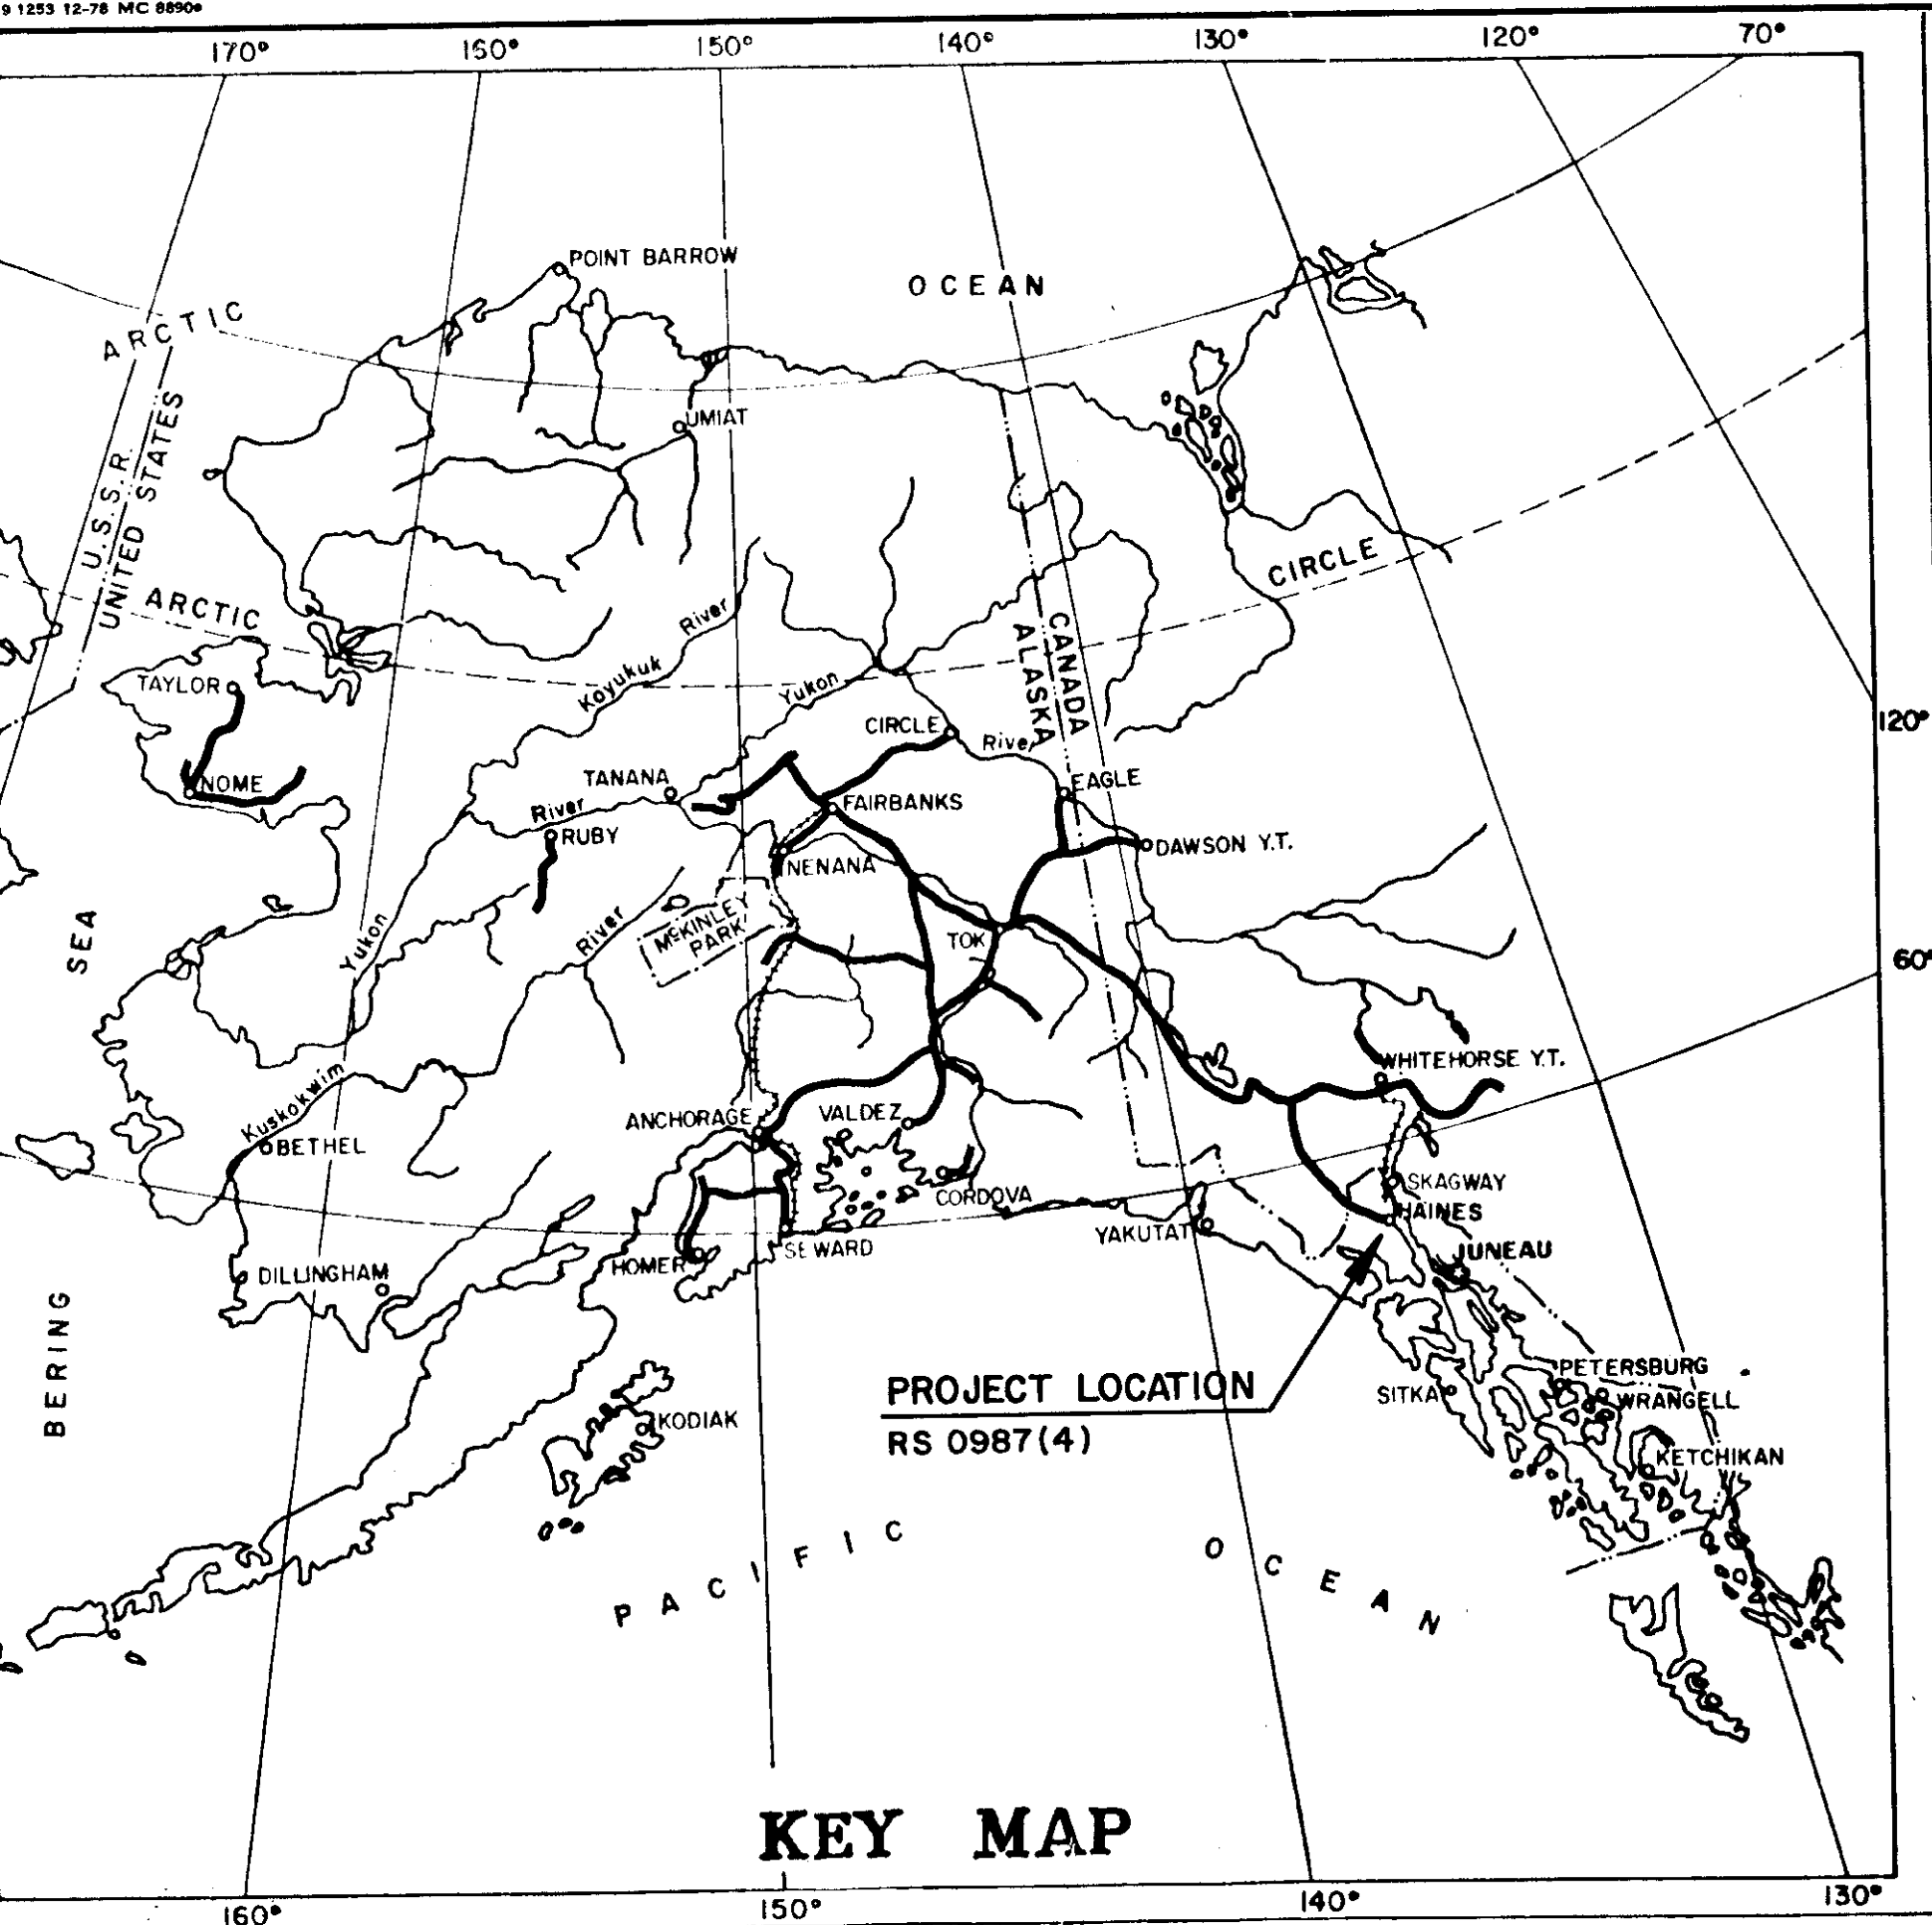 9 1253 12-78 MC 8890
170° 150° 150° 140° 130° 120° 70°
POINT BARROW
OCEAN
ARCTIC
UMIAT
U.S.S.R.
UNITED STATES
ARCTIC
CIRCLE
River
Koyukuk
CANADA
ALASKA
TAYLOR
Yukon
120°
CIRCLE
River
NOME
TANANA
EAGLE
River
FAIRBANKS
RUBY
DAWSON Y.T.
NENANA
SEA
Yukon
River
McKINLEY
PARK
TOK
60°
WHITEHORSE Y.T.
Kuskokwim
ANCHORAGE
VALDEZ
BETHEL
SKAGWAY
CORDOVA
HAINES
YAKUTAT
SEWARD
JUNEAU
HOMER
DILLINGHAM
BERING
PETERSBURG
PROJECT LOCATION
SITKA
WRANGELL
KODIAK
RS 0987(4)
KETCHIKAN
PACIFIC
OCEAN
KEY MAP
160° 150° 140° 130°